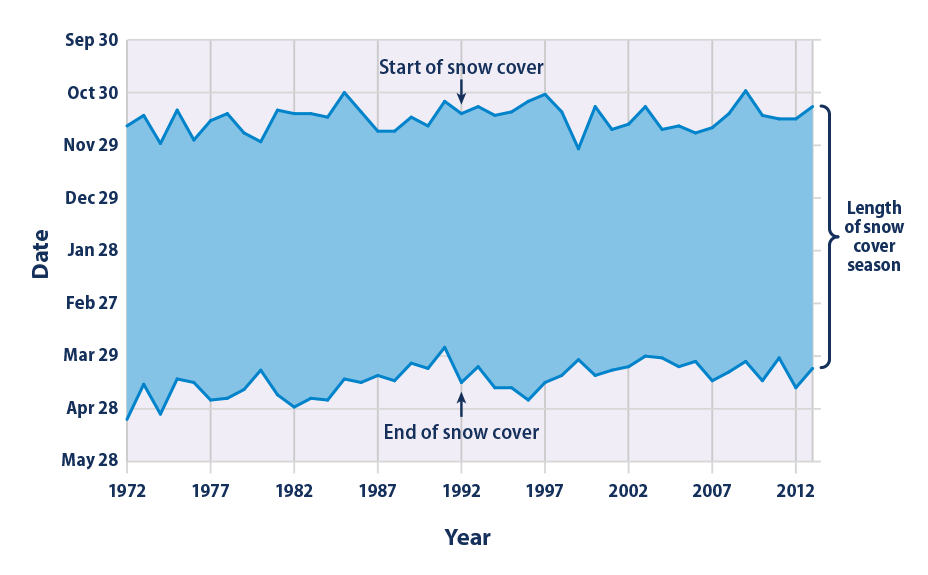 Sep 30
Start of snow cover
Oct 30
Nov 29
Dec 29
Length
of snow
cover
season
Jan 28
Date
Feb 27
Mar 29
Apr 28
End of snow cover
May 28
1972 1977 1982 1987 1992 1997 2002 2007 2012
Year